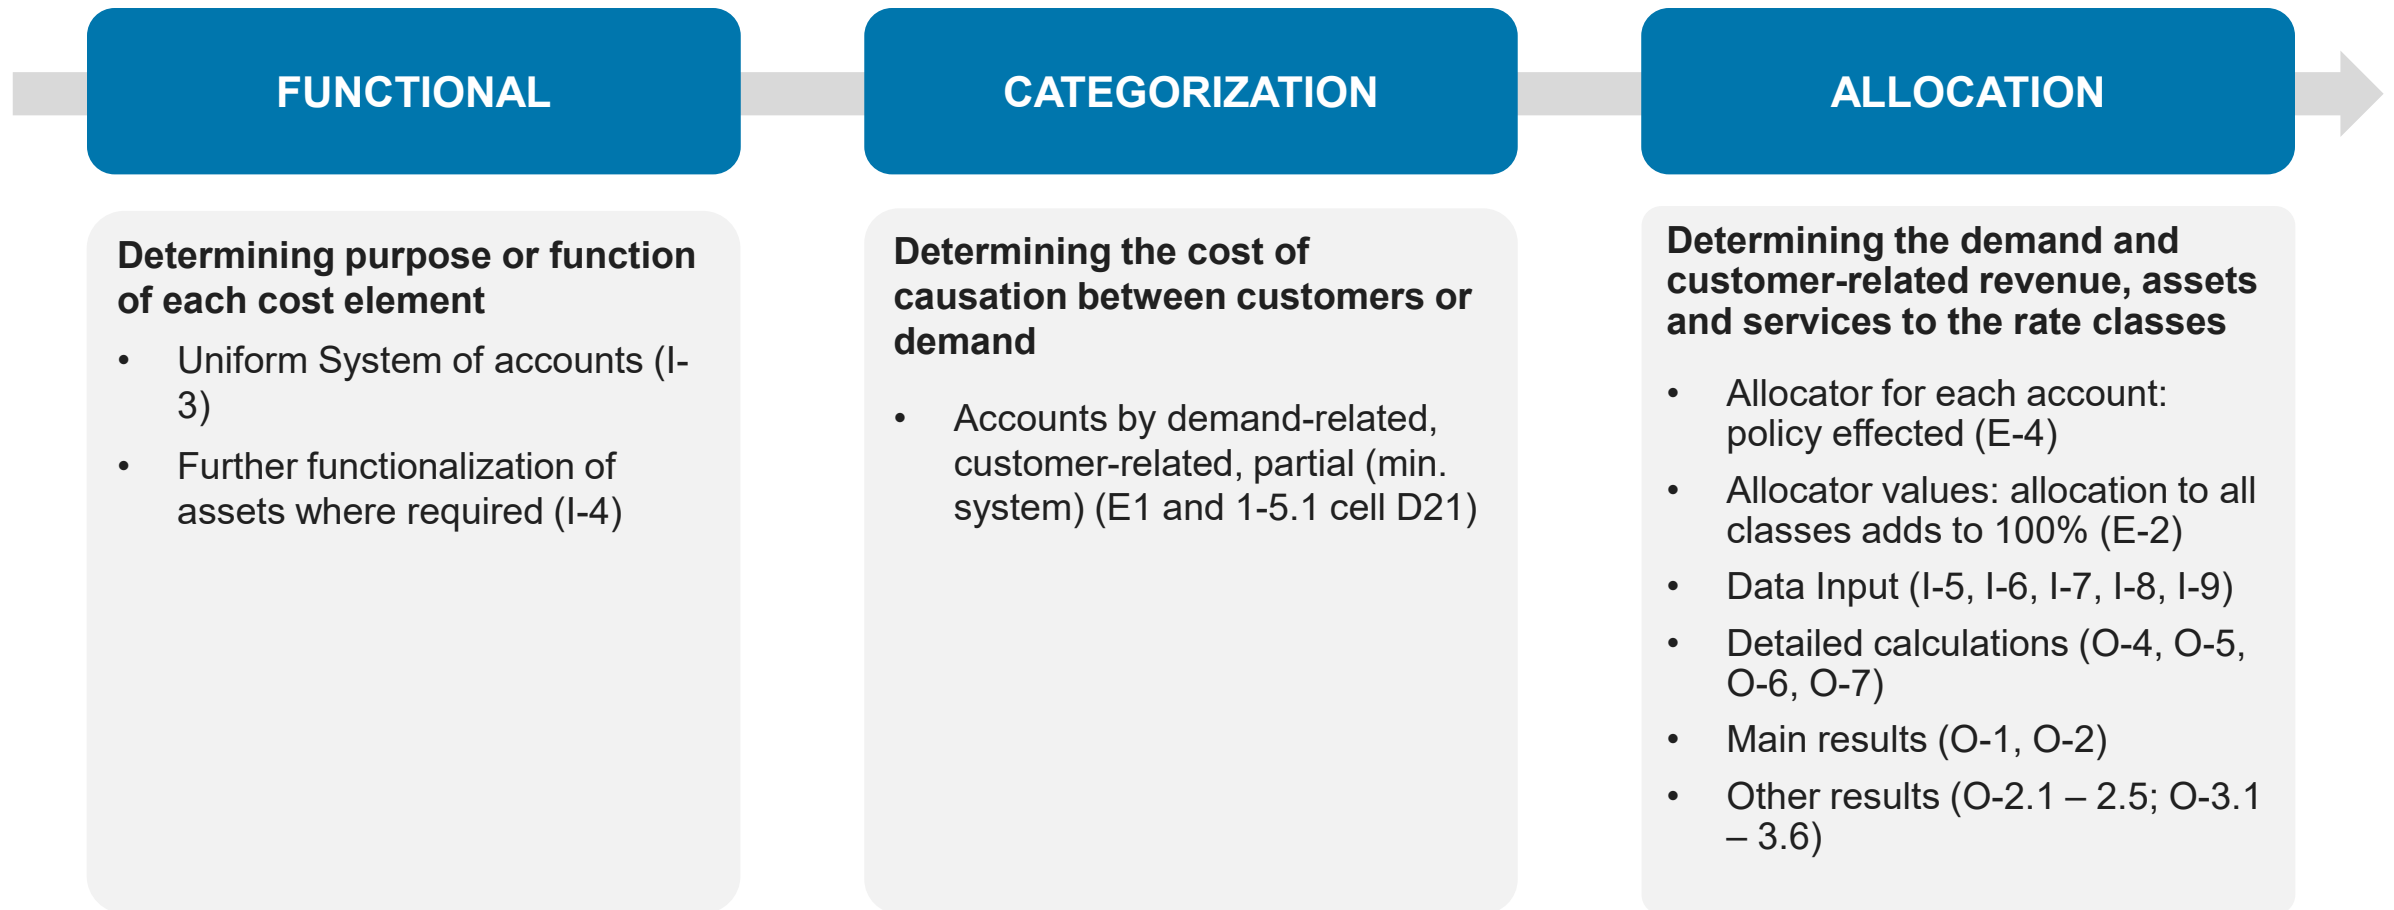 FUNCTIONAL
CATEGORIZATION
ALLOCATION
Determining purpose or function
of each cost element
• Uniform System of accounts (I-
3)
• Further functionalization of
assets where required (I-4)
Determining the cost of
causation between customers or
demand
• Accounts by demand-related,
customer-related, partial (min.
system) (E1 and 1-5.1 cell D21)
Determining the demand and
customer-related revenue, assets
and services to the rate classes
• Allocator for each account:
policy effected (E-4)
• Allocator values: allocation to all
classes adds to 100% (E-2)
• Data Input (I-5, I-6, I-7, I-8, I-9)
• Detailed calculations (O-4, O-5,
O-6, O-7)
• Main results (O-1, O-2)
• Other results (O-2.1 – 2.5; O-3.1
– 3.6)